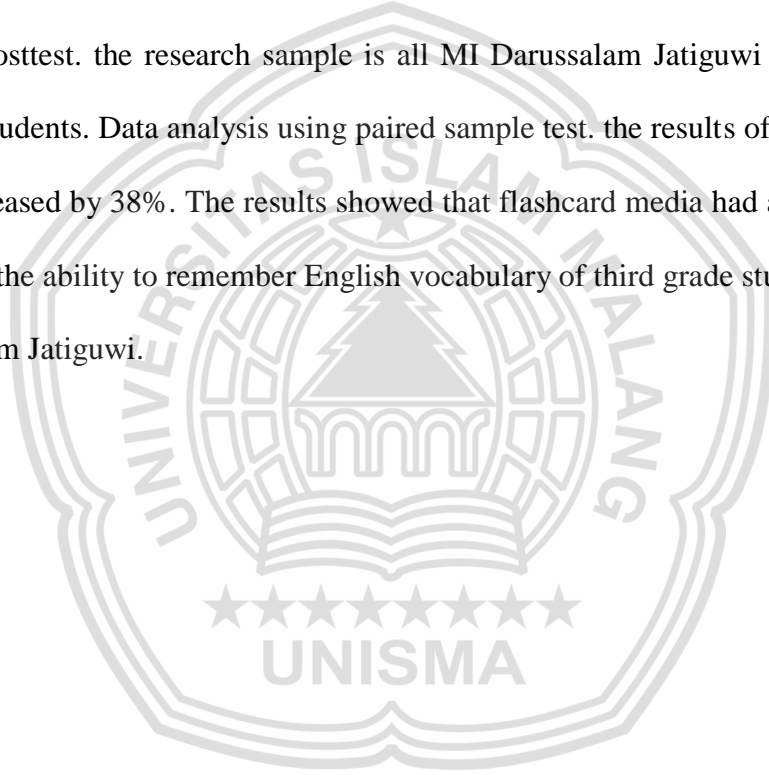 osttest. the research sample is all MI Darussalam Jatiguwi
udents. Data analysis using paired sample test. the results of
eased by 38%. The results showed that flashcard media had a
the ability to remember English vocabulary of third grade stu
m Jatiguwi.
UNIVERSITAS ISLAM MALANG
UNISMA